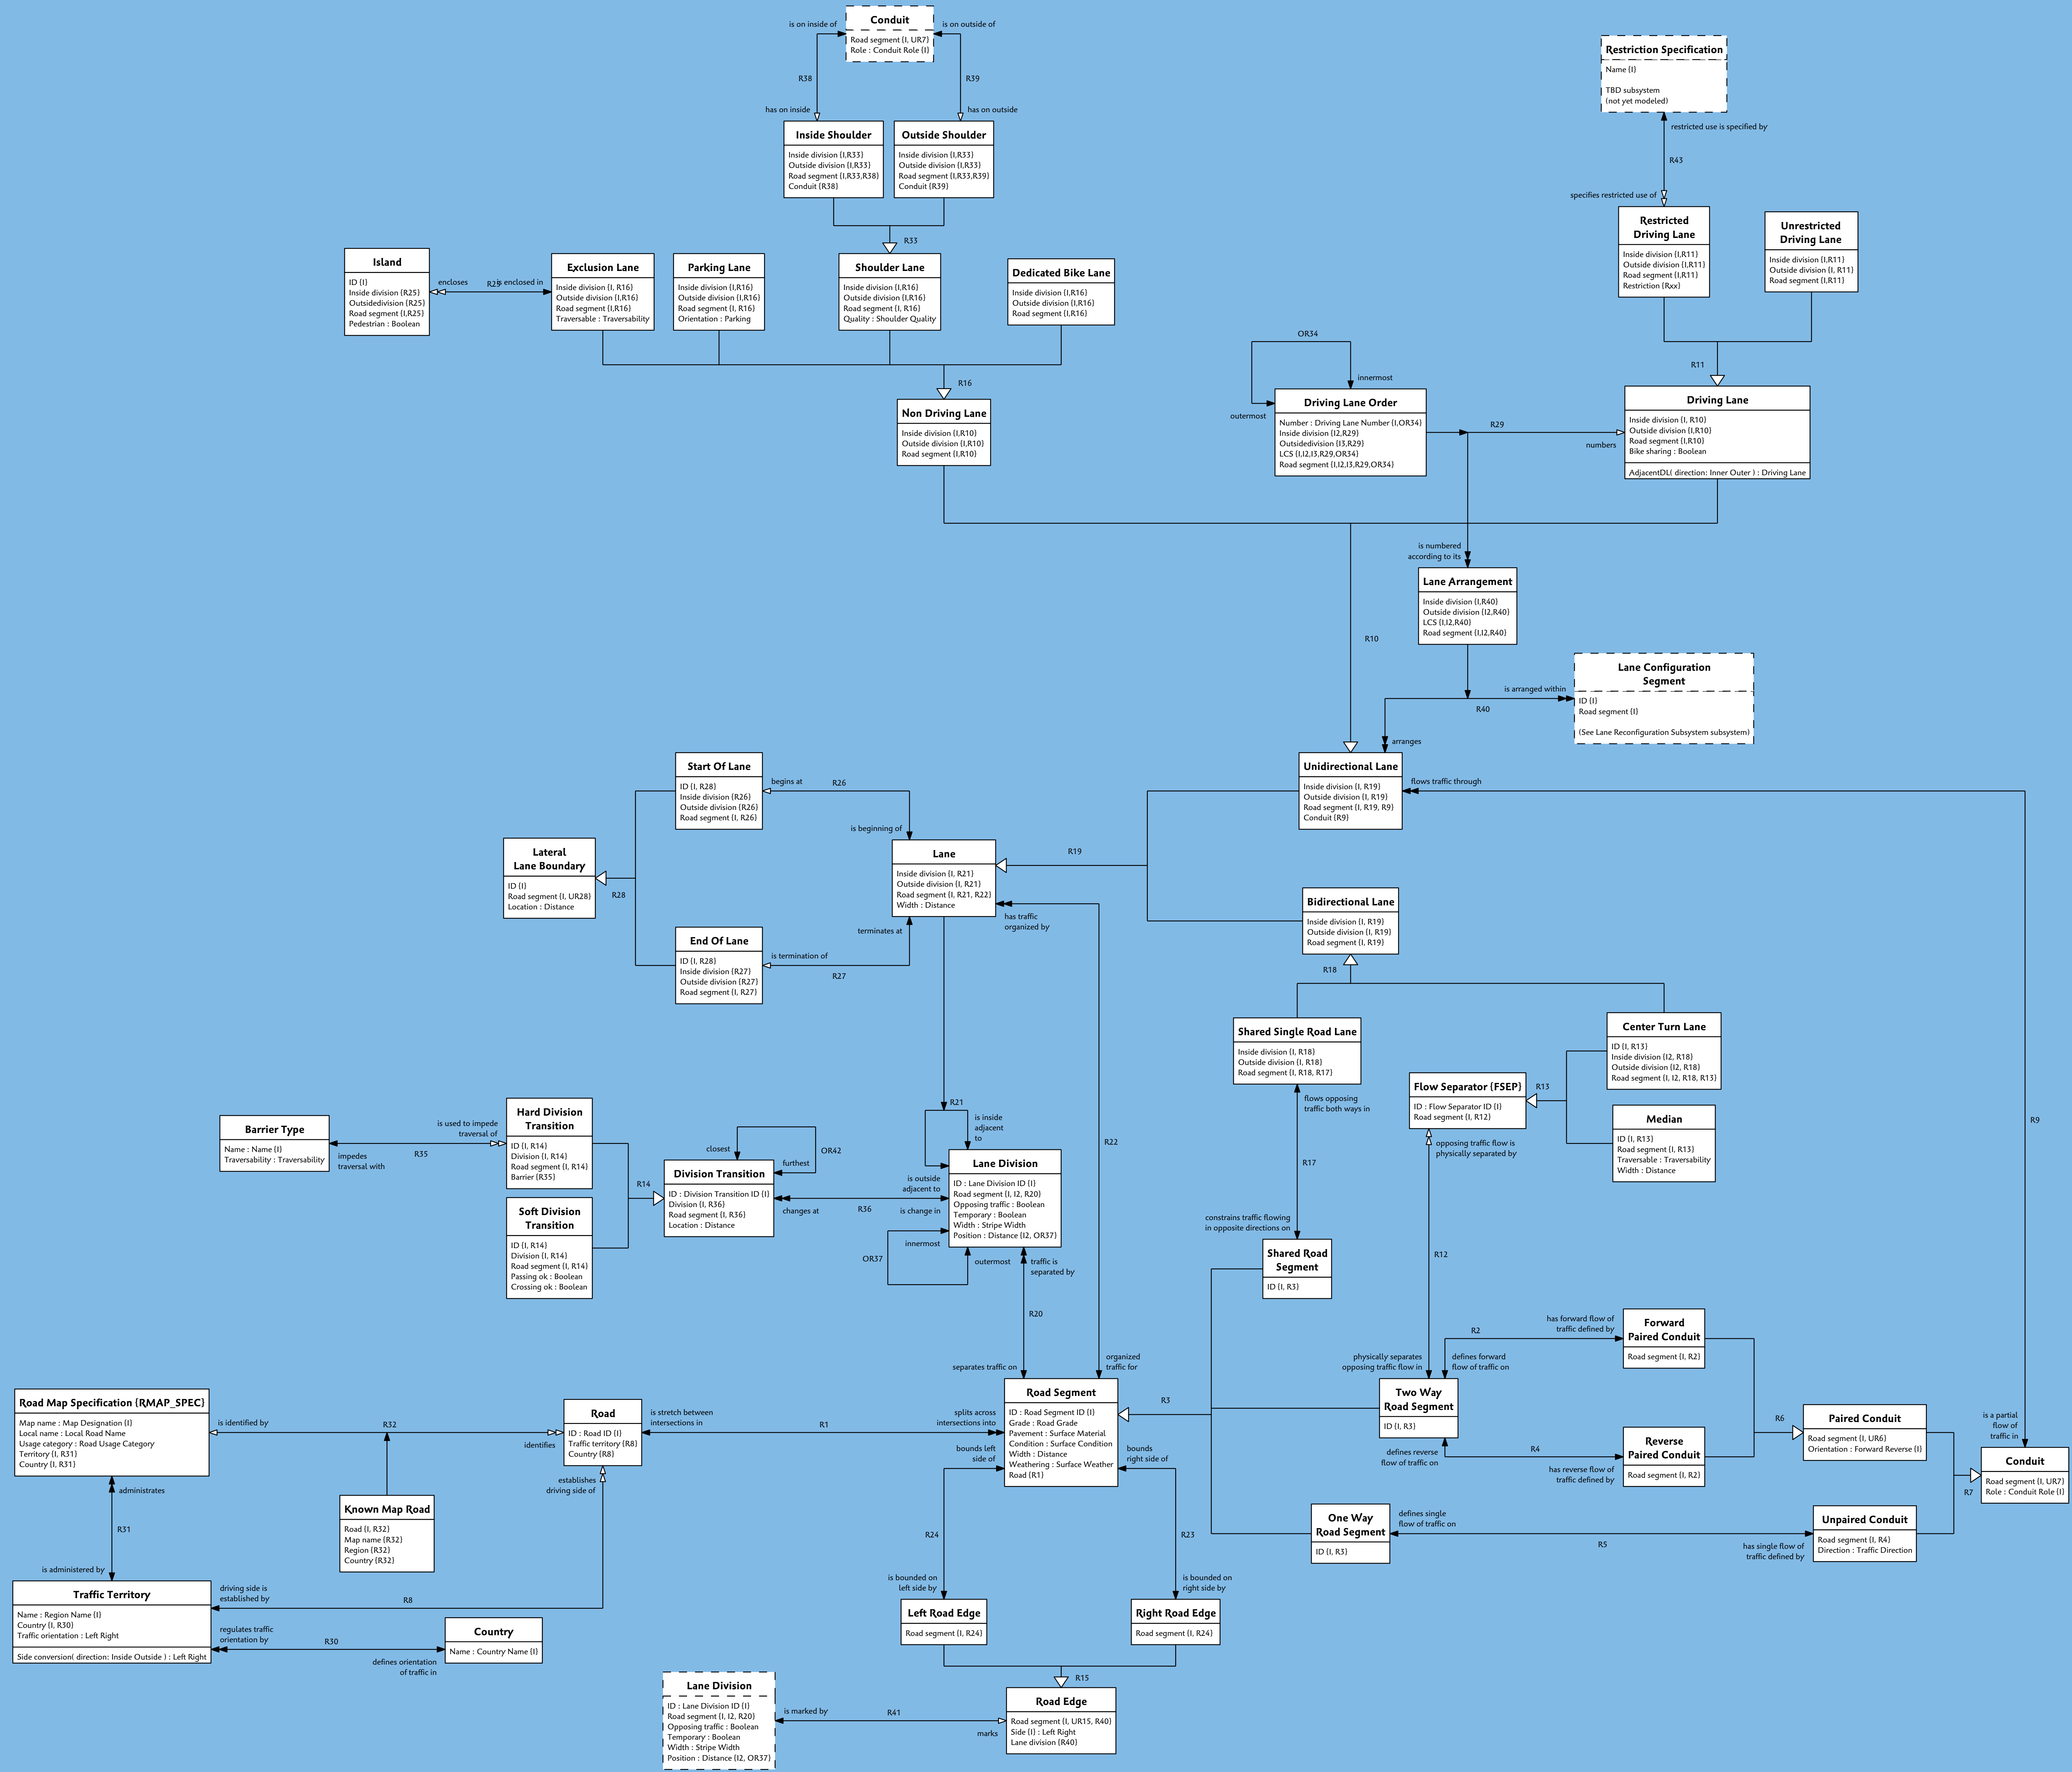 is on inside of
Conduit
is on outside of
Road segment {I, UR7}
Role : Conduit Role {I}
R38
R39
has on inside
has on outside
Restriction Specification
Name {I}
TBD subsystem
(not yet modeled)
restricted use is specified by
R43
specifies restricted use of
Inside Shoulder
Inside division {I,R33}
Outside division {I,R33}
Road segment {I,R33,R38}
Conduit {R38}
Outside Shoulder
Inside division {I,R33}
Outside division {I,R33}
Road segment {I,R33,R39}
Conduit {R39}
R33
Restricted
Driving Lane
Inside division {I,R11}
Outside division {I,R11}
Road segment {I,R11}
Restriction {Rxx}
Unrestricted
Driving Lane
Inside division {I,R11}
Outside division {I, R11}
Road segment {I,R11}
R11
Island
ID {I}
Inside division {R25}
Outsidedivision {R25}
Road segment {I,R25}
Pedestrian : Boolean
encloses
R25
is enclosed in
Exclusion Lane
Inside division {I, R16}
Outside division {I,R16}
Road segment {I,R16}
Traversable : Traversability
Parking Lane
Inside division {I,R16}
Outside division {I,R16}
Road segment {I, R16}
Orientation : Parking
Shoulder Lane
Inside division {I,R16}
Outside division {I,R16}
Road segment {I, R16}
Quality : Shoulder Quality
Dedicated Bike Lane
Inside division {I,R16}
Outside division {I,R16}
Road segment {I,R16}
R16
Non Driving Lane
Inside division {I,R10}
Outside division {I,R10}
Road segment {I,R10}
OR34
innermost
outermost
Driving Lane Order
Number : Driving Lane Number {I,OR34}
Inside division {I2,R29}
Outsidedivision {I3,R29}
LCS {I,I2,I3,R29,OR34}
Road segment {I,I2,I3,R29,OR34}
R29
numbers
Driving Lane
Inside division {I, R10}
Outside division {I,R10}
Road segment {I,R10}
Bike sharing : Boolean
AdjacentDL( direction: Inner Outer ) : Driving Lane
is numbered
according to its
Lane Arrangement
Inside division {I,R40}
Outside division {I2,R40}
LCS {I,I2,R40}
Road segment {I,I2,R40}
R10
is arranged within
R40
arranges
Lane Configuration
Segment
ID {I}
Road segment {I}
(See Lane Reconfiguration Subsystem subsystem)
Start Of Lane
ID {I, R28}
Inside division {R26}
Outside division {R26}
Road segment {I, R26}
begins at
R26
is beginning of
Unidirectional Lane
Inside division {I, R19}
Outside division {I, R19}
Road segment {I, R19, R9}
Conduit {R9}
flows traffic through
Lateral
Lane Boundary
ID {I}
Road segment {I, UR28}
Location : Distance
R28
Lane
Inside division {I, R21}
Outside division {I, R21}
Road segment {I, R21, R22}
Width : Distance
R19
has traffic
organized by
End Of Lane
ID {I, R28}
Inside division {R27}
Outside division {R27}
Road segment {I, R27}
terminates at
is termination of
R27
Bidirectional Lane
Inside division {I, R19}
Outside division {I, R19}
Road segment {I, R19}
R18
Shared Single Road Lane
Inside division {I, R18}
Outside division {I, R18}
Road segment {I, R18, R17}
Center Turn Lane
ID {I, R13}
Inside division {I2, R18}
Outside division {I2, R18}
Road segment {I, I2, R18, R13}
Flow Separator {FSEP}
ID : Flow Separator ID {I}
Road segment {I, R12}
R13
Median
ID {I, R13}
Road segment {I, R13}
Traversable : Traversability
Width : Distance
flows opposing
traffic both ways in
opposing traffic flow is
physically separated by
R9
R17
R12
R22
Barrier Type
Name : Name {I}
Traversability : Traversability
is used to impede
traversal of
impedes
traversal with
R35
Hard Division
Transition
ID {I, R14}
Division {I, R14}
Road segment {I, R14}
Barrier {R35}
Soft Division
Transition
ID {I, R14}
Division {I, R14}
Road segment {I, R14}
Passing ok : Boolean
Crossing ok : Boolean
R14
closest
furthest
OR42
Division Transition
ID : Division Transition ID {I}
Division {I, R36}
Road segment {I, R36}
Location : Distance
changes at
R36
is change in
R21
is inside
adjacent
to
is outside
adjacent to
Lane Division
ID : Lane Division ID {I}
Road segment {I, I2, R20}
Opposing traffic : Boolean
Temporary : Boolean
Width : Stripe Width
Position : Distance {I2, OR37}
OR37
innermost
outermost
traffic is
separated by
R20
separates traffic on
organized
traffic for
constrains traffic flowing
in opposite directions on
Shared Road
Segment
ID {I, R3}
physically separates
opposing traffic flow in
R2
has forward flow of
traffic defined by
defines forward
flow of traffic on
Forward
Paired Conduit
Road segment {I, R2}
Road Map Specification {RMAP_SPEC}
Map name : Map Designation {I}
Local name : Local Road Name
Usage category : Road Usage Category
Territory {I, R31}
Country {I, R31}
is identified by
R32
identifies
Road
ID : Road ID {I}
Traffic territory {R8}
Country {R8}
is stretch between
intersections in
R1
splits across
intersections into
Road Segment
ID : Road Segment ID {I}
Grade : Road Grade
Pavement : Surface Material
Condition : Surface Condition
Width : Distance
Weathering : Surface Weather
Road {R1}
R3
Two Way
Road Segment
ID {I, R3}
defines reverse
flow of traffic on
R4
has reverse flow of
traffic defined by
Reverse
Paired Conduit
Road segment {I, R2}
R6
Paired Conduit
Road segment {I, UR6}
Orientation : Forward Reverse {I}
is a partial
flow of
traffic in
Conduit
Road segment {I, UR7}
Role : Conduit Role {I}
R7
Unpaired Conduit
Road segment {I, R4}
Direction : Traffic Direction
One Way
Road Segment
ID {I, R3}
defines single
flow of traffic on
R5
has single flow of
traffic defined by
bounds left
side of
bounds
right side of
administrates
R31
is administered by
establishes
driving side of
Known Map Road
Road {I, R32}
Map name {R32}
Region {R32}
Country {R32}
Traffic Territory
Name : Region Name {I}
Country {I, R30}
Traffic orientation : Left Right
Side conversion( direction: Inside Outside ) : Left Right
driving side is
established by
R8
regulates traffic
orientation by
R30
defines orientation
of traffic in
Country
Name : Country Name {I}
R24
R23
is bounded on
left side by
is bounded on
right side by
Left Road Edge
Road segment {I, R24}
Right Road Edge
Road segment {I, R24}
R15
Lane Division
ID : Lane Division ID {I}
Road segment {I, I2, R20}
Opposing traffic : Boolean
Temporary : Boolean
Width : Stripe Width
Position : Distance {I2, OR37}
is marked by
R41
marks
Road Edge
Road segment {I, UR15, R40}
Side {I} : Left Right
Lane division {R40}